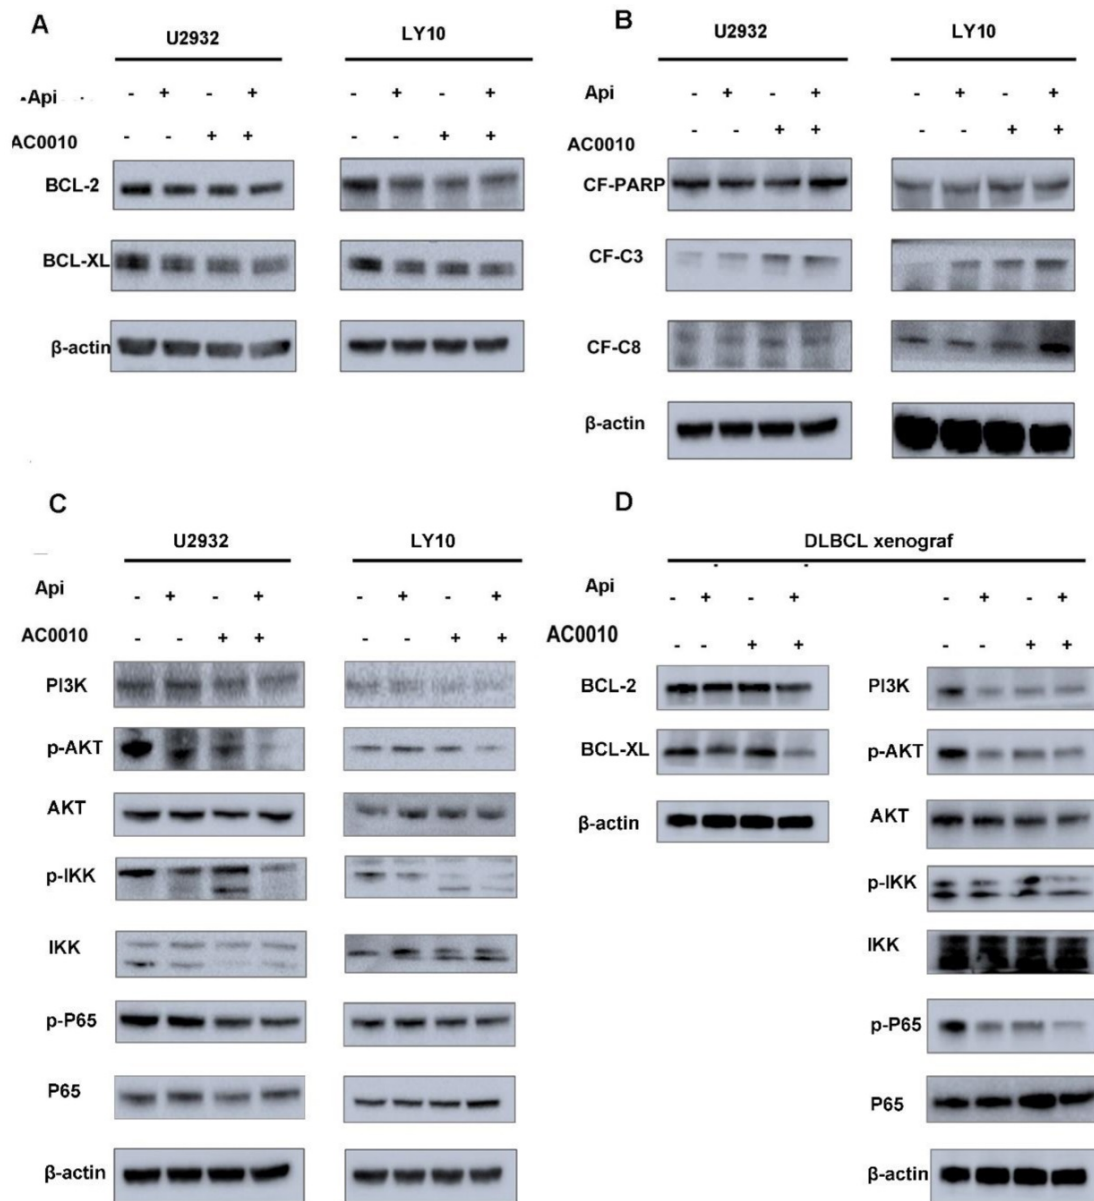 A
U2932 LY10
Api - + - + - + - +
AC0010 - - + + - - + +
BCL-2
BCL-XL
β-actin
B
U2932 LY10
Api - + - + - + - +
AC0010 - - + + - - + +
CF-PARP
CF-C3
CF-C8
β-actin
C
U2932 LY10
Api - + - + - + - +
AC0010 - - + + - - + +
PI3K
p-AKT
AKT
p-IKK
IKK
p-P65
P65
β-actin
D
DLBCL xenograf
Api - + - + - + - +
AC0010 - - + + - - + +
BCL-2
BCL-XL
β-actin
PI3K
p-AKT
AKT
p-IKK
IKK
p-P65
P65
β-actin